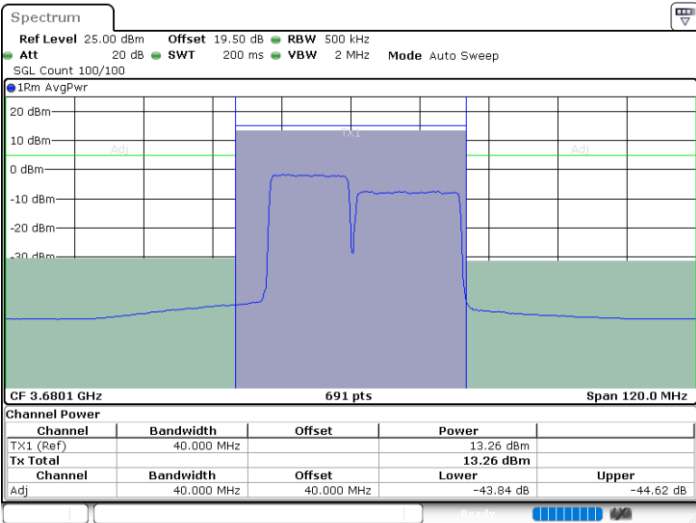 Spectrum
Ref Level 25.00 dBm Offset 19.50 dB RBW 500 kHz
Att 20 dB SWT 200 ms VBW 2 MHz Mode Auto Sweep
SGL Count 100/100
1Rm AvgPwr
20 dBm
TX1
10 dBm
Adj Adj
0 dBm
-10 dBm
-20 dBm
-30 dBm
CF 3.6801 GHz 691 pts Span 120.0 MHz
Channel Power
Channel Bandwidth Offset Power
TX1 (Ref) 40.000 MHz 13.26 dBm
Tx Total 13.26 dBm
Channel Bandwidth Offset Lower Upper
Adj 40.000 MHz 40.000 MHz -43.84 dB -44.62 dB
Ready